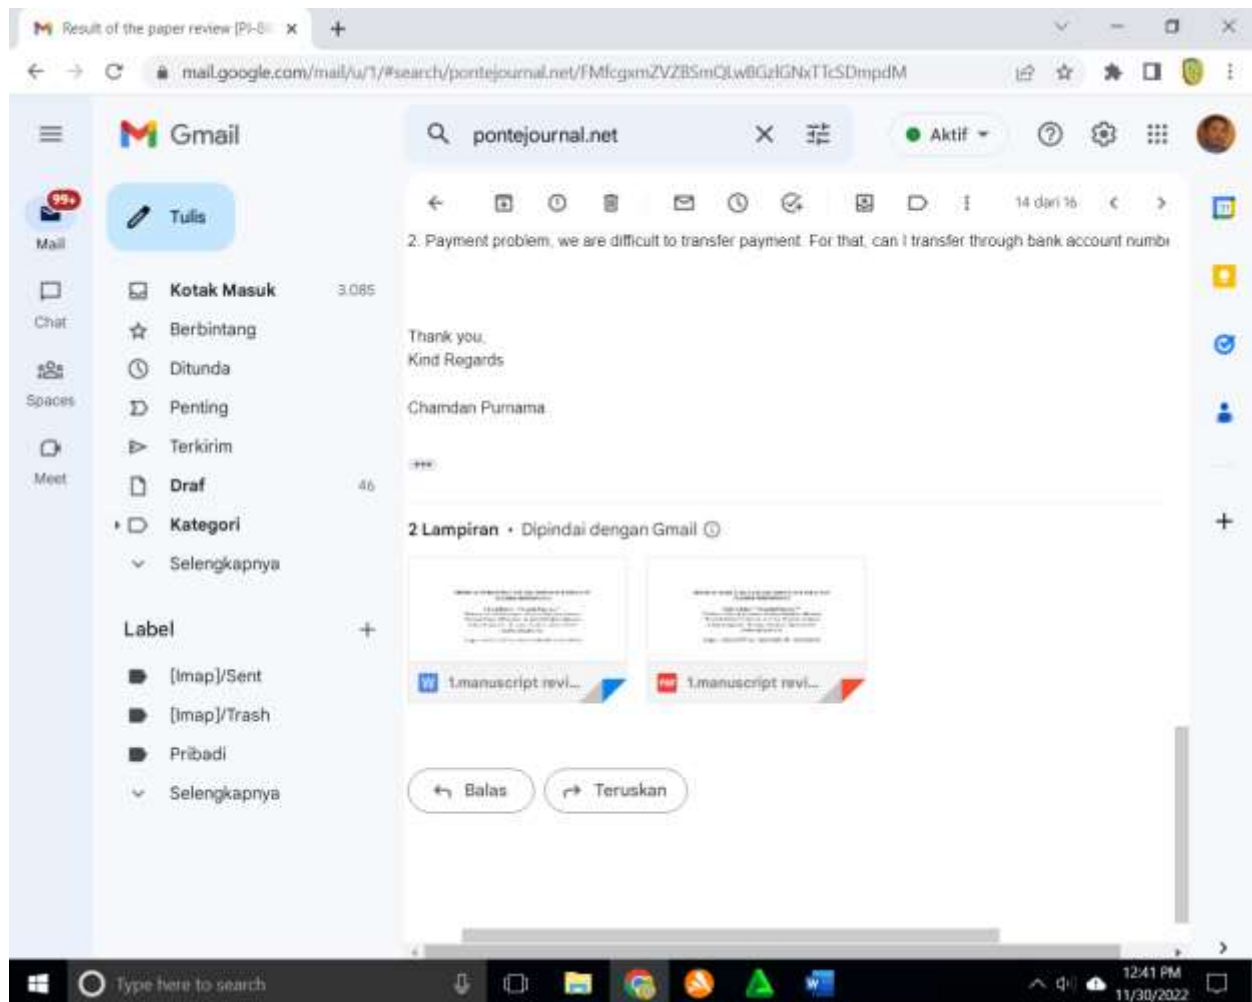 Result of the paper review [PI-
mail.google.com/mail/u/1/#search/pontejournal.net/
Gmail
pontejournal.net
Aktif
99+
Mail
Chat
Spaces
Meet
Tulis
Kotak Masuk 3.085
Berbintang
Ditunda
Penting
Terkirim
Draf 46
Kategori
Selengkapnya
Label
[Imap]/Sent
[Imap]/Trash
Pribadi
Selengkapnya
14 dari 16
2. Payment problem, we are difficult to transfer payment. For that, can I transfer through bank account numbe
Thank you,
Kind Regards
Chamdan Purnama
2 Lampiran • Dipindai dengan Gmail
W 1.manuscript revi...
PDF 1.manuscript revi...
Balas
Teruskan
Type here to search
12:41 PM
11/30/2022